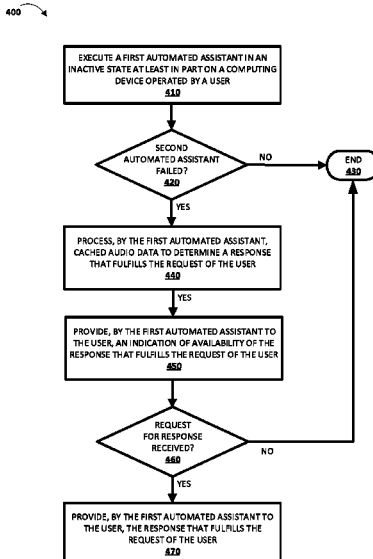 400
EXECUTE A FIRST AUTOMATED ASSISTANT IN AN
INACTIVE STATE AT LEAST IN PART ON A COMPUTING
DEVICE OPERATED BY A USER
410
SECOND
AUTOMATED ASSISTANT
FAILED?
420
NO
END
430
YES
PROCESS, BY THE FIRST AUTOMATED ASSISTANT,
CACHED AUDIO DATA TO DETERMINE A RESPONSE
THAT FULFILLS THE REQUEST OF THE USER
440
YES
PROVIDE, BY THE FIRST AUTOMATED ASSISTANT TO
THE USER, AN INDICATION OF AVAILABILITY OF THE
RESPONSE THAT FULFILLS THE REQUEST OF THE USER
450
REQUEST
FOR RESPONSE
RECEIVED?
460
NO
YES
PROVIDE, BY THE FIRST AUTOMATED ASSISTANT TO
THE USER, THE RESPONSE THAT FULFILLS THE
REQUEST OF THE USER
470